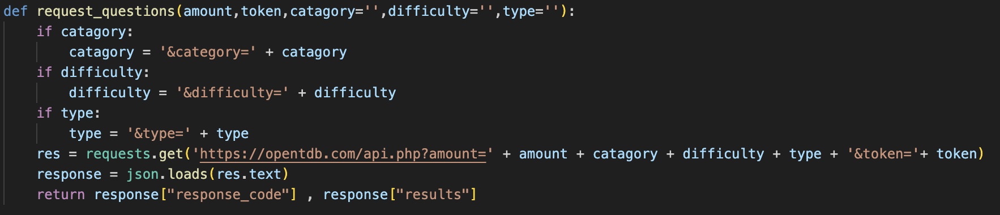 def request_questions(amount,token,catagory='',difficulty='',type=''):
    if catagory:
        catagory = '&category=' + catagory
    if difficulty:
        difficulty = '&difficulty=' + difficulty
    if type:
        type = '&type=' + type
    res = requests.get('https://opentdb.com/api.php?amount=' + amount + catagory + difficulty + type + '&token='+ token)
    response = json.loads(res.text)
    return response["response_code"] , response["results"]